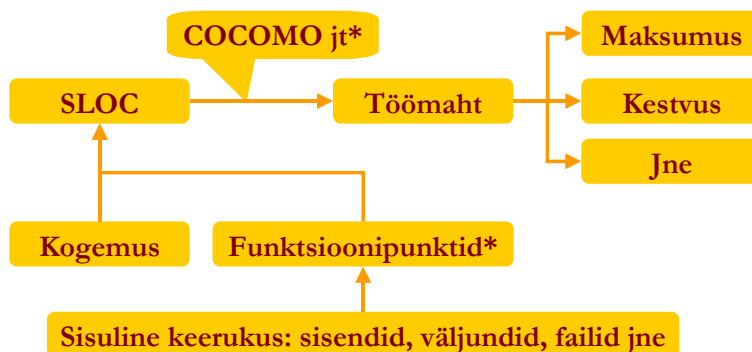 COCOMO jt*
Maksumus
SLOC
Töömaht
Kestvus
Jne
Kogemus
Funktsioonipunktid*
Sisuline keerukus: sisendid, väljundid, failid jne